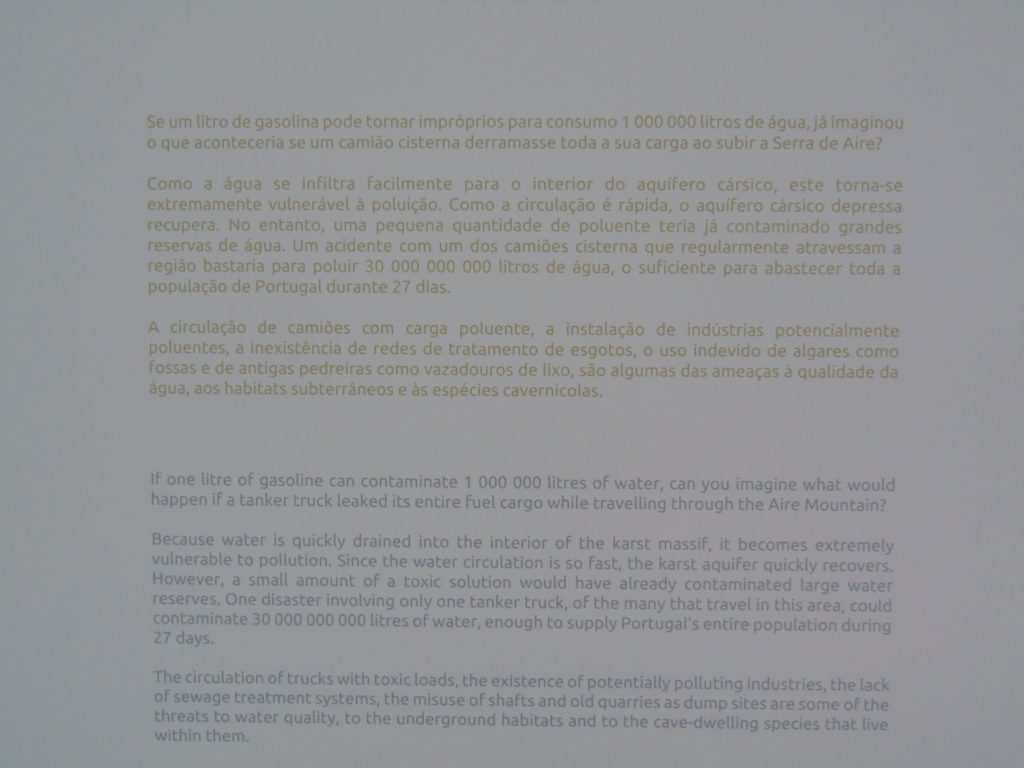 Se um litro de gasolina pode tornar impróprios para consumo 1 000 000 litros de água, já imaginou
o que aconteceria se um camião cisterna derramasse toda a sua carga ao subir a Serra de Aire?
Como a água se infiltra facilmente para o interior do aquífero cársico, este torna-se
extremamente vulnerável à poluição. Como a circulação é rápida, o aquífero cársico depressa
recupera. No entanto, uma pequena quantidade de poluente teria já contaminado grandes
reservas de água. Um acidente com um dos camiões cisterna que regularmente atravessam a
região bastaria para poluir 30 000 000 000 litros de água, o suficiente para abastecer toda a
população de Portugal durante 27 dias.
A circulação de camiões com carga poluente, a instalação de indústrias potencialmente
poluentes, a inexistência de redes de tratamento de esgotos, o uso indevido de algares como
fossas e de antigas pedreiras como vazadouros de lixo, são algumas das ameaças à qualidade da
água, aos habitats subterrâneos e às espécies cavernícolas.
If one litre of gasoline can contaminate 1 000 000 litres of water, can you imagine what would
happen if a tanker truck leaked its entire fuel cargo while travelling through the Aire Mountain?
Because water is quickly drained into the interior of the karst massif, it becomes extremely
vulnerable to pollution. Since the water circulation is so fast, the karst aquifer quickly recovers.
However, a small amount of a toxic solution would have already contaminated large water
reserves. One disaster involving only one tanker truck, of the many that travel in this area, could
contaminate 30 000 000 000 litres of water, enough to supply Portugal's entire population during
27 days.
The circulation of trucks with toxic loads, the existence of potentially polluting industries, the lack
of sewage treatment systems, the misuse of shafts and old quarries as dump sites are some of the
threats to water quality, to the underground habitats and to the cave-dwelling species that live
within them.